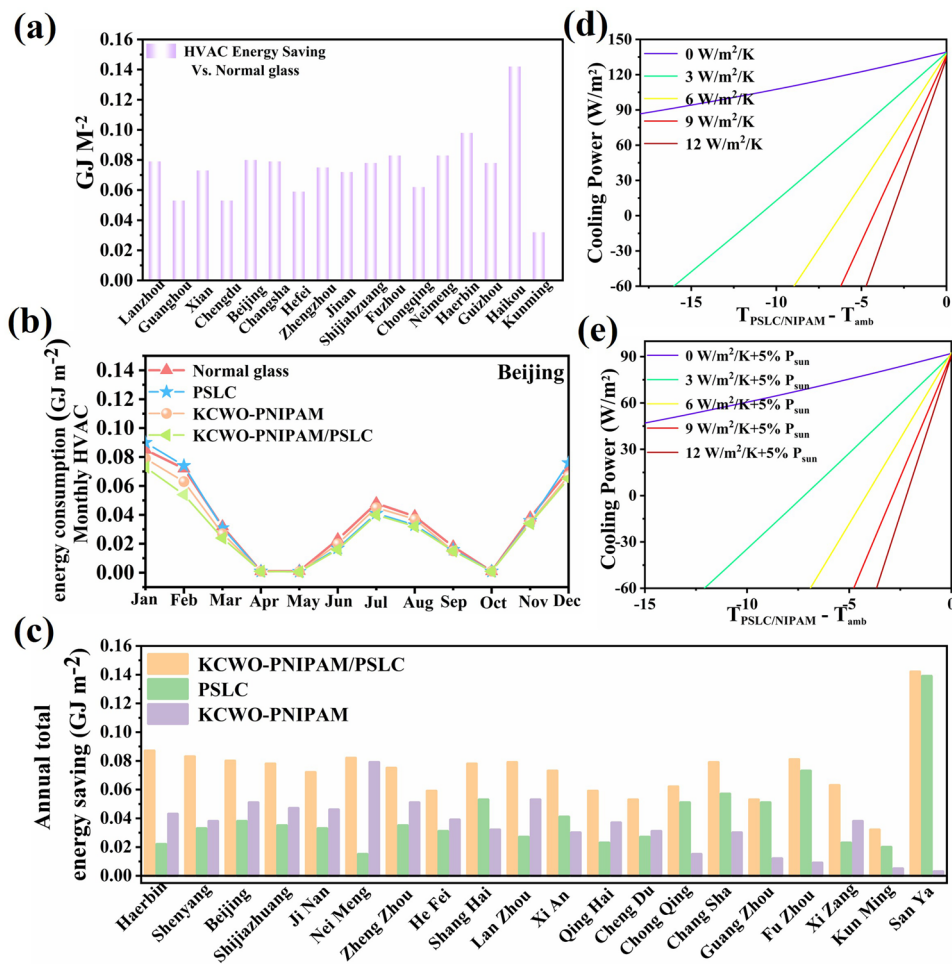 (a)
GJ M-2
0.16
0.14
0.12
0.10
0.08
0.06
0.04
0.02
0.00
HVAC Energy Saving
Vs. Normal glass
Lanzhou
Guanghou
Xian
Chengdu
Beijing
Changsha
Hefei
Zhengzhou
Jinan
Shijiahzuang
Fuzhou
Chongqing
Neimeng
Haerbin
Guizhou
Haikou
Kunming
(d)
Cooling Power (W/m²)
150
120
90
60
30
0
-30
-60
0 W/m²/K
3 W/m²/K
6 W/m²/K
9 W/m²/K
12 W/m²/K
-15
-10
-5
0
TPSLC/NIPAM - Tamb
(b)
energy consumption (GJ m-2)
Monthly HVAC
0.14
0.12
0.10
0.08
0.06
0.04
0.02
0.00
Normal glass
PSLC
KCWO-PNIPAM
KCWO-PNIPAM/PSLC
Beijing
Jan
Feb
Mar
Apr
May
Jun
Jul
Aug
Sep
Oct
Nov
Dec
(e)
Cooling Power (W/m²)
90
60
30
0
-30
-60
0 W/m²/K+5% Psun
3 W/m²/K+5% Psun
6 W/m²/K+5% Psun
9 W/m²/K+5% Psun
12 W/m²/K+5% Psun
-15
-10
-5
0
TPSLC/NIPAM - Tamb
(c)
Annual total
energy saving (GJ m-2)
0.16
0.14
0.12
0.10
0.08
0.06
0.04
0.02
0.00
KCWO-PNIPAM/PSLC
PSLC
KCWO-PNIPAM
Haerbin
Shenyang
Beijing
Shijiazhuang
Ji Nan
Nei Meng
Zheng Zhou
He Fei
Shang Hai
Lan Zhou
Xi An
Qing Hai
Cheng Du
Chong Qing
Chang Sha
Guang Zhou
Fu Zhou
Xi Zang
Kun Ming
San Ya